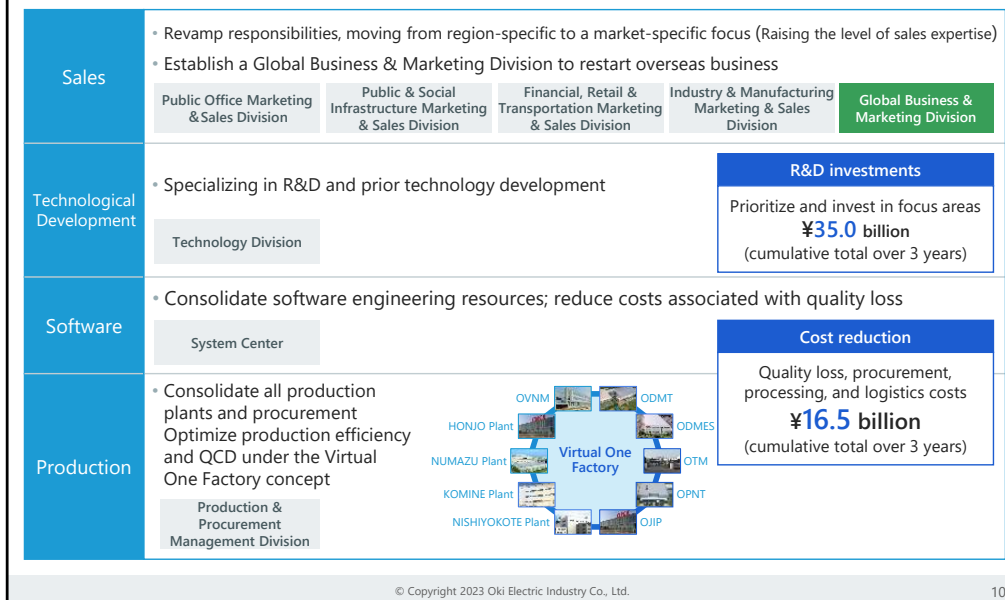 Sales
• Revamp responsibilities, moving from region-specific to a market-specific focus (Raising the level of sales expertise)
• Establish a Global Business & Marketing Division to restart overseas business
Public Office Marketing
& Sales Division
Public & Social
Infrastructure Marketing
& Sales Division
Financial, Retail &
Transportation Marketing
& Sales Division
Industry & Manufacturing
Marketing & Sales
Division
Global Business &
Marketing Division
Technological
Development
• Specializing in R&D and prior technology development
Technology Division
R&D investments
Prioritize and invest in focus areas
¥35.0 billion
(cumulative total over 3 years)
Software
• Consolidate software engineering resources; reduce costs associated with quality loss
System Center
Cost reduction
Quality loss, procurement,
processing, and logistics costs
¥16.5 billion
(cumulative total over 3 years)
Production
• Consolidate all production
plants and procurement
Optimize production efficiency
and QCD under the Virtual
One Factory concept
Production &
Procurement
Management Division
OVNM
ODMT
HONJO Plant
ODMES
NUMAZU Plant
Virtual One
Factory
OTM
KOMINE Plant
OPNT
NISHIYOKOTE Plant
OJIP
© Copyright 2023 Oki Electric Industry Co., Ltd.
10